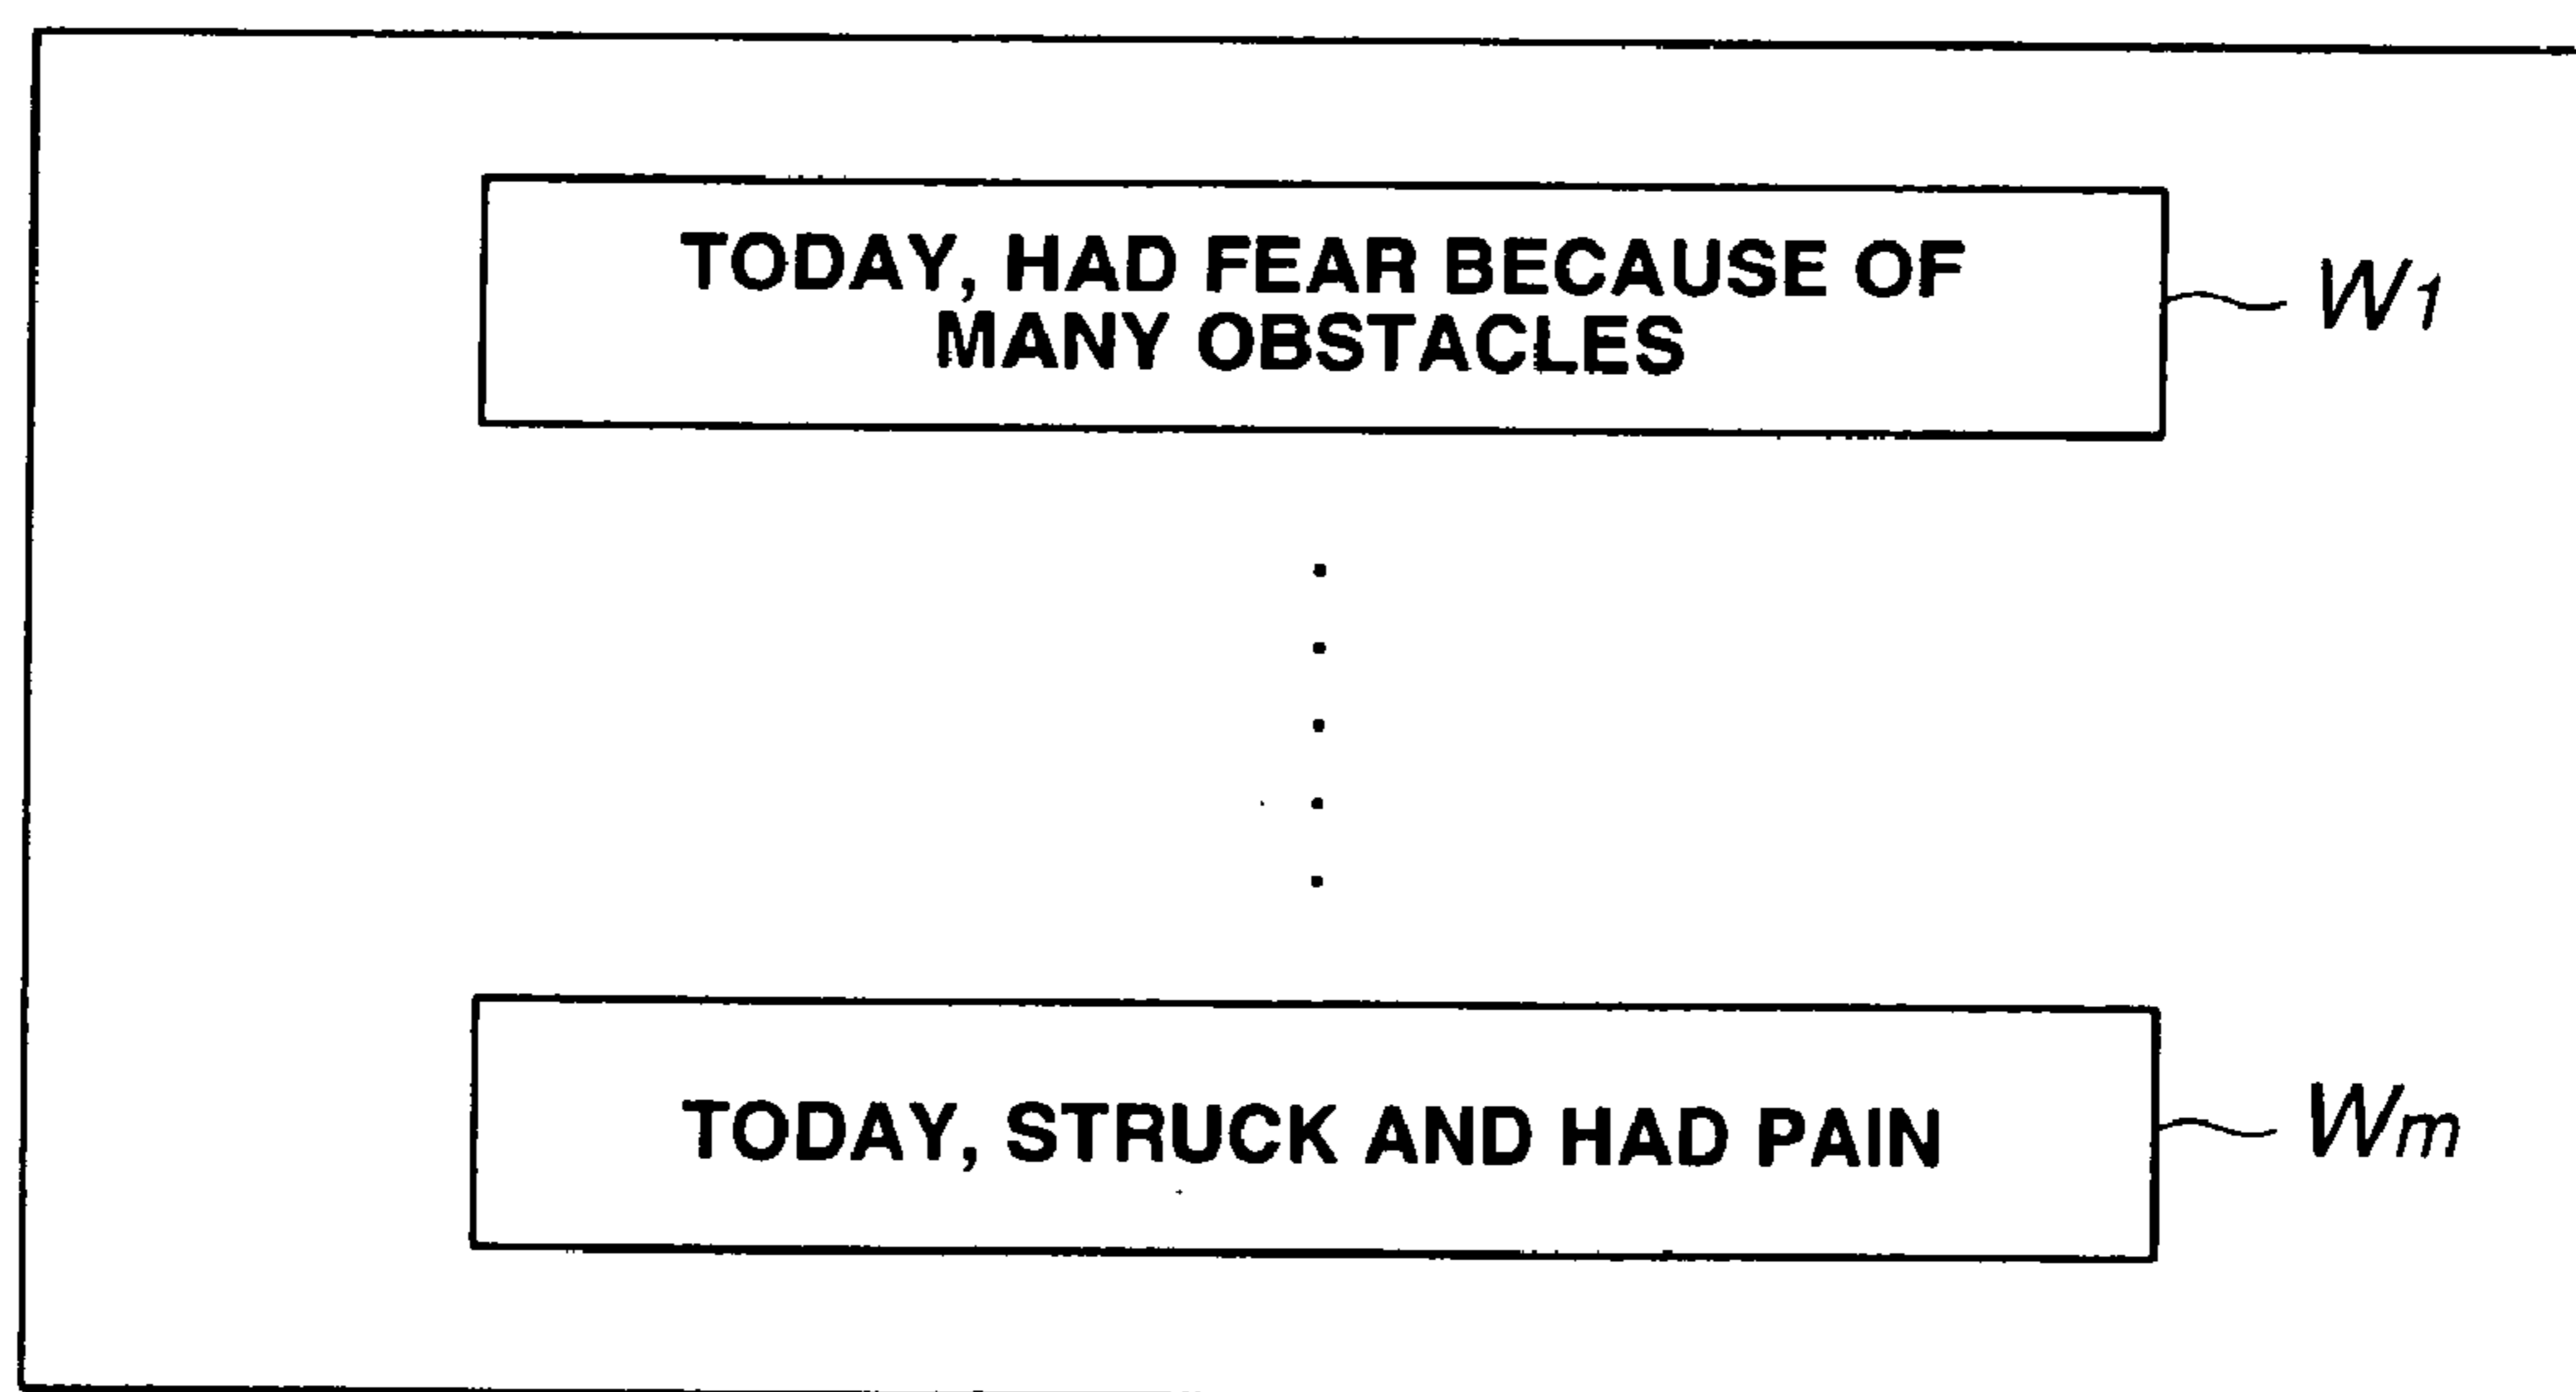 TODAY, HAD FEAR BECAUSE OF
MANY OBSTACLES
W1
TODAY, STRUCK AND HAD PAIN
Wm